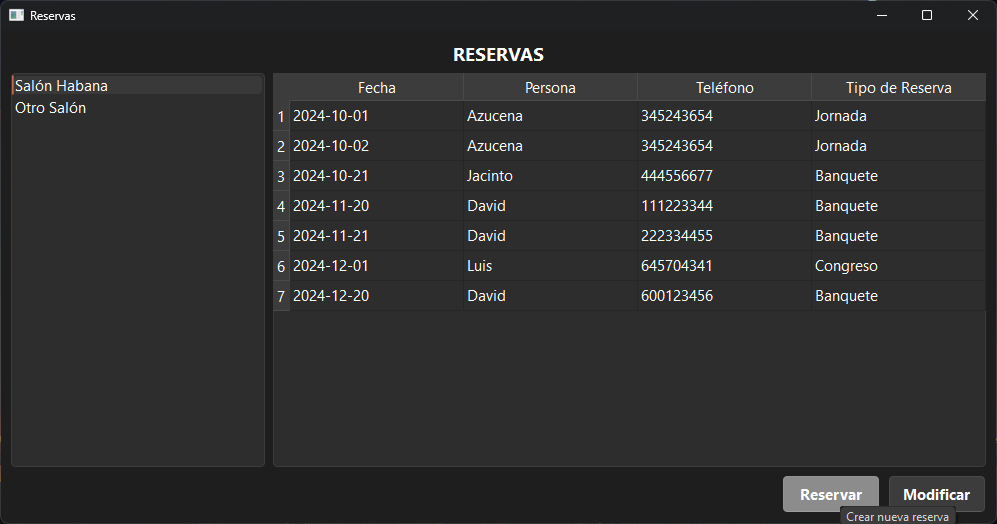 Reservas
RESERVAS
Salón Habana
Otro Salón
Fecha Persona Teléfono Tipo de Reserva
1 2024-10-01 Azucena 345243654 Jornada
2 2024-10-02 Azucena 345243654 Jornada
3 2024-10-21 Jacinto 444556677 Banquete
4 2024-11-20 David 111223344 Banquete
5 2024-11-21 David 222334455 Banquete
6 2024-12-01 Luis 645704341 Congreso
7 2024-12-20 David 600123456 Banquete
Reservar Modificar
Crear nueva reserva